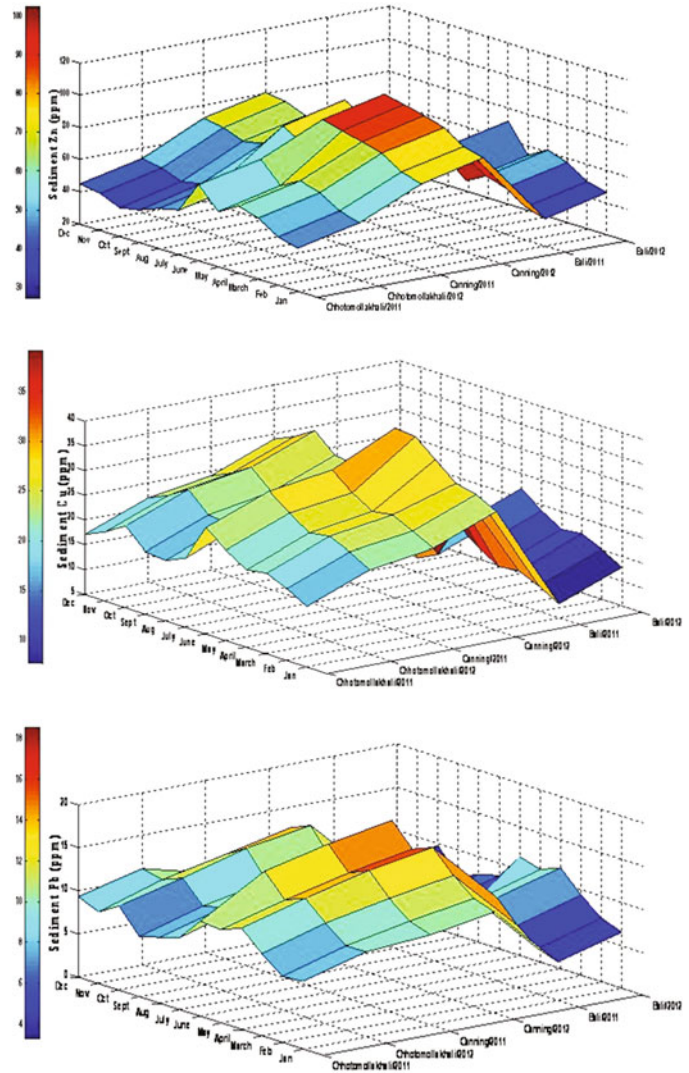 100
90
80
70
60
50
40
30
120
100
80
60
40
20
Sediment Zn (ppm)
Dec
Nov
Oct
Sept
Aug
July
June
May
April
March
Feb
Jan
Chhotomollakhali/2011
Chhotomollakhali/2012
Canning/2011
Canning/2012
Bali/2011
Bali/2012
35
30
25
20
15
10
40
35
30
25
20
15
10
5
Sediment Cu (ppm)
Dec
Nov
Oct
Sept
Aug
July
June
May
April
March
Feb
Jan
Chhotomollakhali/2011
Chhotomollakhali/2012
Canning/2011
Canning/2012
Bali/2011
Bali/2012
18
16
14
12
10
8
6
4
20
15
10
5
0
Sediment Pb (ppm)
Dec
Nov
Oct
Sept
Aug
July
June
May
April
March
Feb
Jan
Chhotomollakhali/2011
Chhotomollakhali/2012
Canning/2011
Canning/2012
Bali/2011
Bali/2012